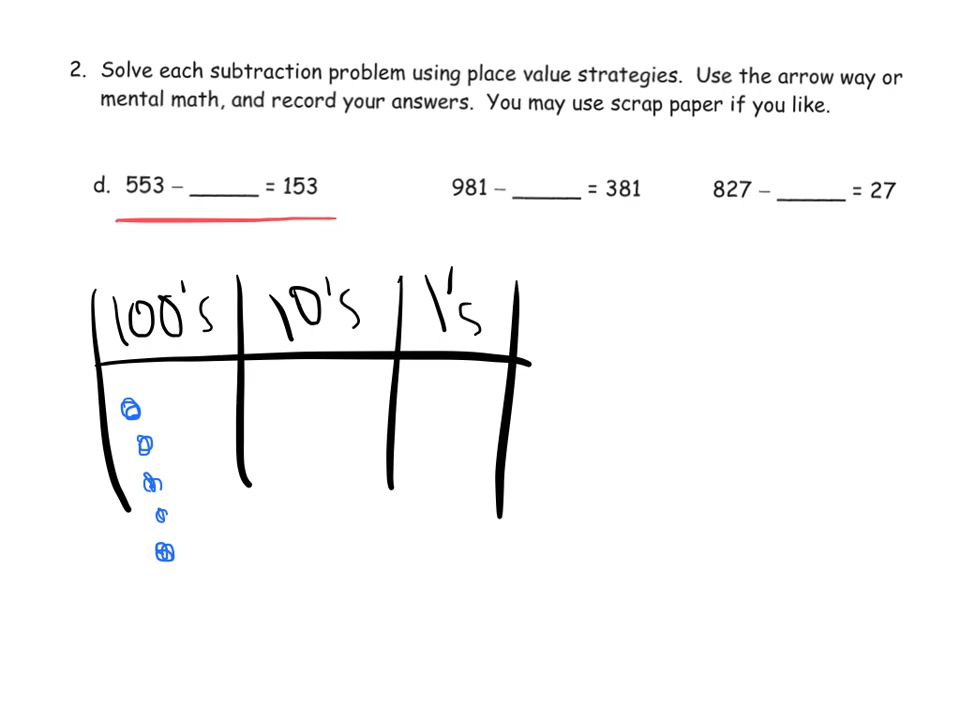 2. Solve each subtraction problem using place value strategies. Use the arrow way or
mental math, and record your answers. You may use scrap paper if you like.
d. 553 – ______ = 153 981 – ______ = 381 827 – ______ = 27
100's 10's 1's